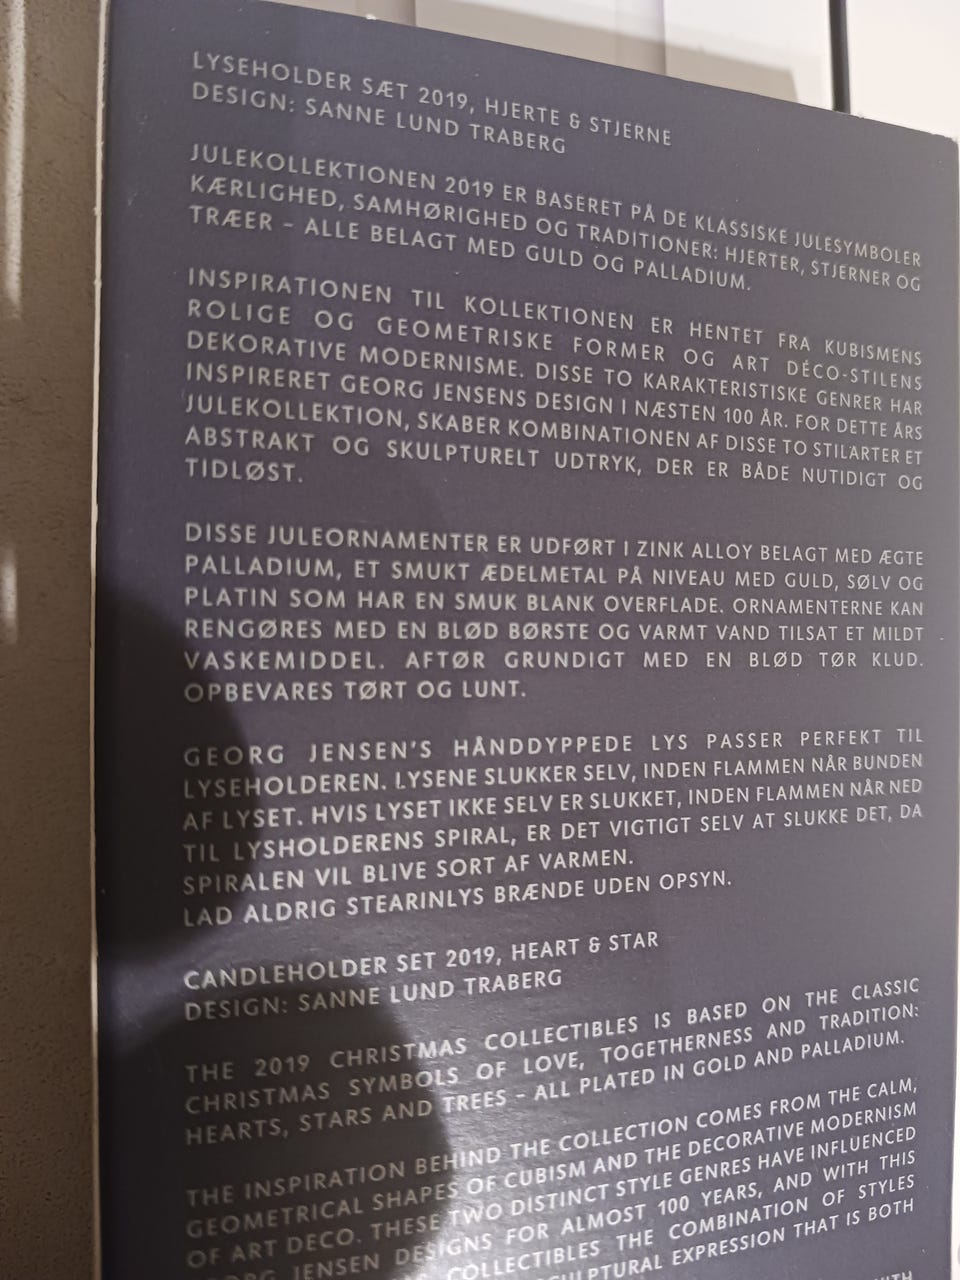 LYSEHOLDER SÆT 2019, HJERTE & STJERNE
DESIGN: SANNE LUND TRABERG
JULEKOLLEKTIONEN 2019 ER BASERET PÅ DE KLASSISKE JULESYMBOLER
KÆRLIGHED, SAMHØRIGHED OG TRADITIONER: HJERTER, STJERNER OG
TRÆER – ALLE BELAGT MED GULD OG PALLADIUM.
INSPIRATIONEN TIL KOLLEKTIONEN ER HENTET FRA KUBISMENS
ROLIGE OG GEOMETRISKE FORMER OG ART DÉCO-STILENS
DEKORATIVE MODERNISME. DISSE TO KARAKTERISTISKE GENRER HAR
INSPIRERET GEORG JENSENS DESIGN I NÆSTEN 100 ÅR. FOR DETTE ÅRS
JULEKOLLEKTION, SKABER KOMBINATIONEN AF DISSE TO STILARTER ET
ABSTRAKT OG SKULPTURELT UDTRYK, DER ER BÅDE NUTIDIGT OG
TIDLØST.
DISSE JULEORNAMENTER ER UDFØRT I ZINK ALLOY BELAGT MED ÆGTE
PALLADIUM, ET SMUKT ÆDELMETAL PÅ NIVEAU MED GULD, SØLV OG
PLATIN SOM HAR EN SMUK BLANK OVERFLADE. ORNAMENTERNE KAN
RENGØRES MED EN BLØD BØRSTE OG VARMT VAND TILSAT ET MILDT
VASKEMIDDEL. AFTØR GRUNDIGT MED EN BLØD TØR KLUD.
OPBEVARES TØRT OG LUNT.
GEORG JENSEN'S HÅNDDYPPEDE LYS PASSER PERFEKT TIL
LYSEHOLDEREN. LYSENE SLUKKER SELV, INDEN FLAMMEN NÅR BUNDEN
AF LYSET. HVIS LYSET IKKE SELV ER SLUKKET, INDEN FLAMMEN NÅR NED
TIL LYSHOLDERENS SPIRAL, ER DET VIGTIGT SELV AT SLUKKE DET, DA
SPIRALEN VIL BLIVE SORT AF VARMEN.
LAD ALDRIG STEARINLYS BRÆNDE UDEN OPSYN.
CANDLEHOLDER SET 2019, HEART & STAR
DESIGN: SANNE LUND TRABERG
THE 2019 CHRISTMAS COLLECTIBLES IS BASED ON THE CLASSIC
CHRISTMAS SYMBOLS OF LOVE, TOGETHERNESS AND TRADITION:
HEARTS, STARS AND TREES – ALL PLATED IN GOLD AND PALLADIUM.
THE INSPIRATION BEHIND THE COLLECTION COMES FROM THE CALM,
GEOMETRICAL SHAPES OF CUBISM AND THE DECORATIVE MODERNISM
OF ART DECO. THESE TWO DISTINCT STYLE GENRES HAVE INFLUENCED
JENSEN DESIGNS FOR ALMOST 100 YEARS, AND WITH THIS
COLLECTIBLES THE COMBINATION OF STYLES
EXPRESSION THAT IS BOTH